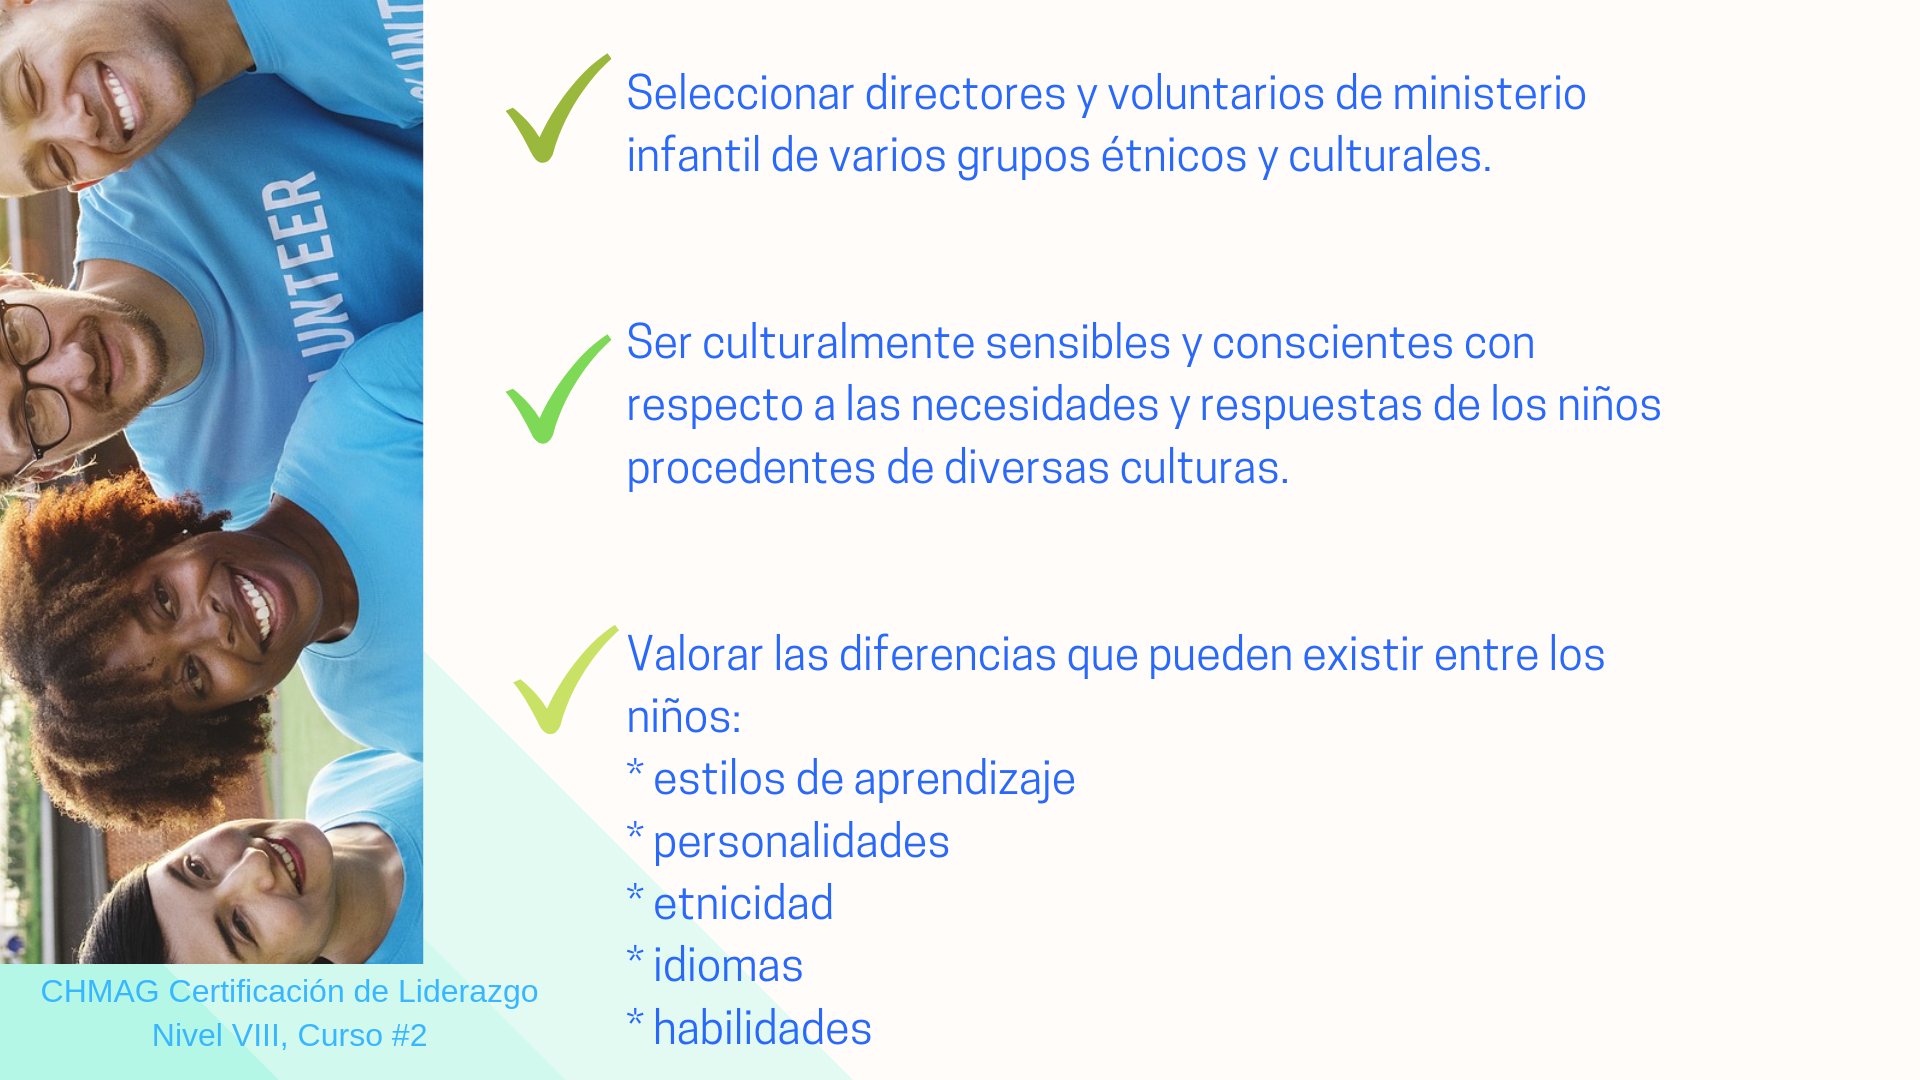 Seleccionar directores y voluntarios de ministerio
infantil de varios grupos étnicos y culturales.
Ser culturalmente sensibles y conscientes con
respecto a las necesidades y respuestas de los niños
procedentes de diversas culturas.
Valorar las diferencias que pueden existir entre los
niños:
* estilos de aprendizaje
* personalidades
* etnicidad
* idiomas
* habilidades
CHMAG Certificación de Liderazgo
Nivel VIII, Curso #2